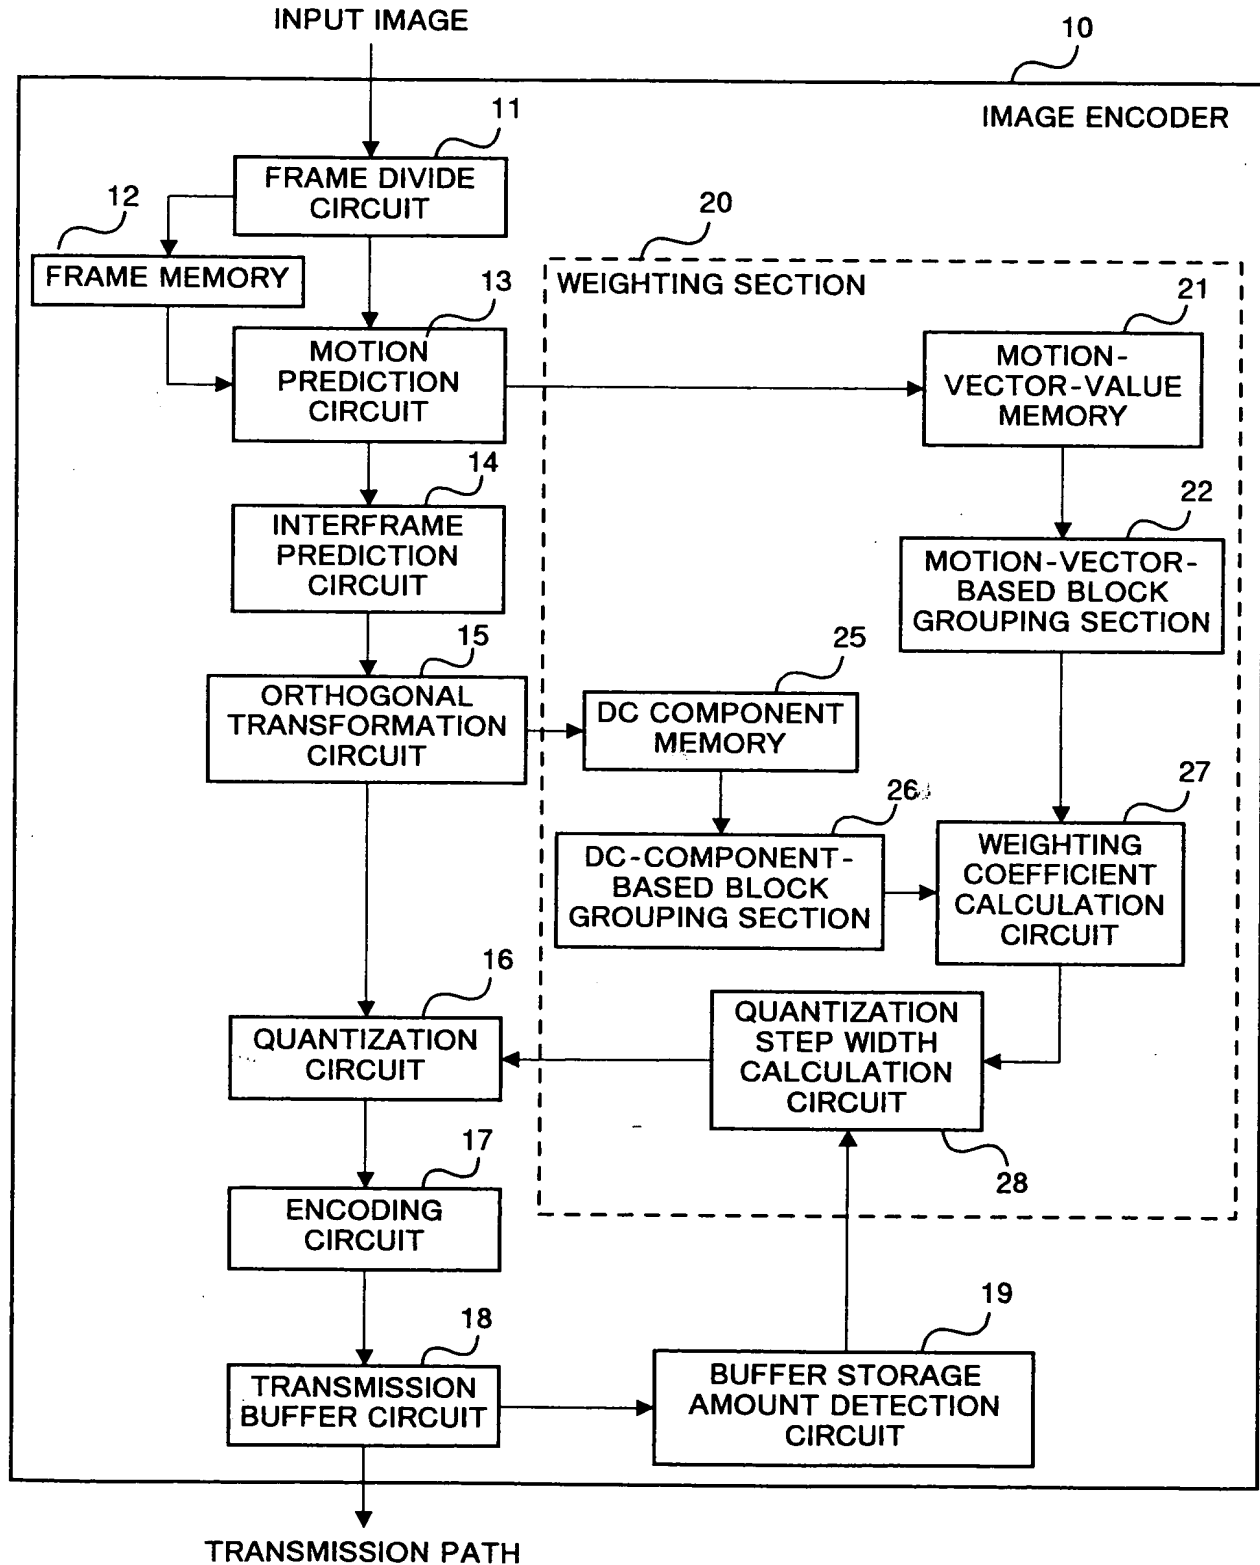 INPUT IMAGE
10
IMAGE ENCODER
11
FRAME DIVIDE
CIRCUIT
12
FRAME MEMORY
20
WEIGHTING SECTION
13
MOTION
PREDICTION
CIRCUIT
21
MOTION-
VECTOR-VALUE
MEMORY
14
INTERFRAME
PREDICTION
CIRCUIT
22
MOTION-VECTOR-
BASED BLOCK
GROUPING SECTION
15
ORTHOGONAL
TRANSFORMATION
CIRCUIT
25
DC COMPONENT
MEMORY
26
DC-COMPONENT-
BASED BLOCK
GROUPING SECTION
27
WEIGHTING
COEFFICIENT
CALCULATION
CIRCUIT
16
QUANTIZATION
CIRCUIT
QUANTIZATION
STEP WIDTH
CALCULATION
CIRCUIT
28
17
ENCODING
CIRCUIT
18
TRANSMISSION
BUFFER CIRCUIT
19
BUFFER STORAGE
AMOUNT DETECTION
CIRCUIT
TRANSMISSION PATH